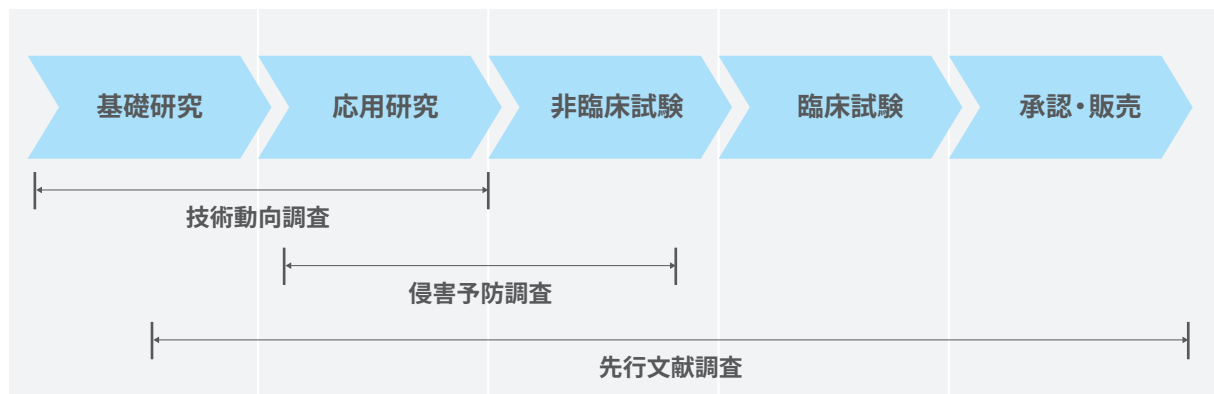 基礎研究
応用研究
非臨床試験
臨床試験
承認・販売
技術動向調査
侵害予防調査
先行文献調査